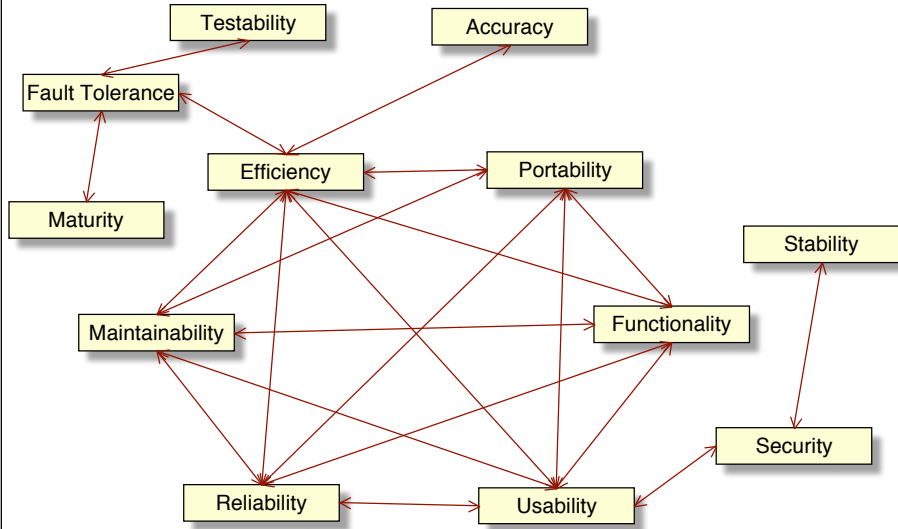 Testability
Accuracy
Fault Tolerance
Efficiency
Portability
Maturity
Stability
Maintainability
Functionality
Security
Reliability
Usability